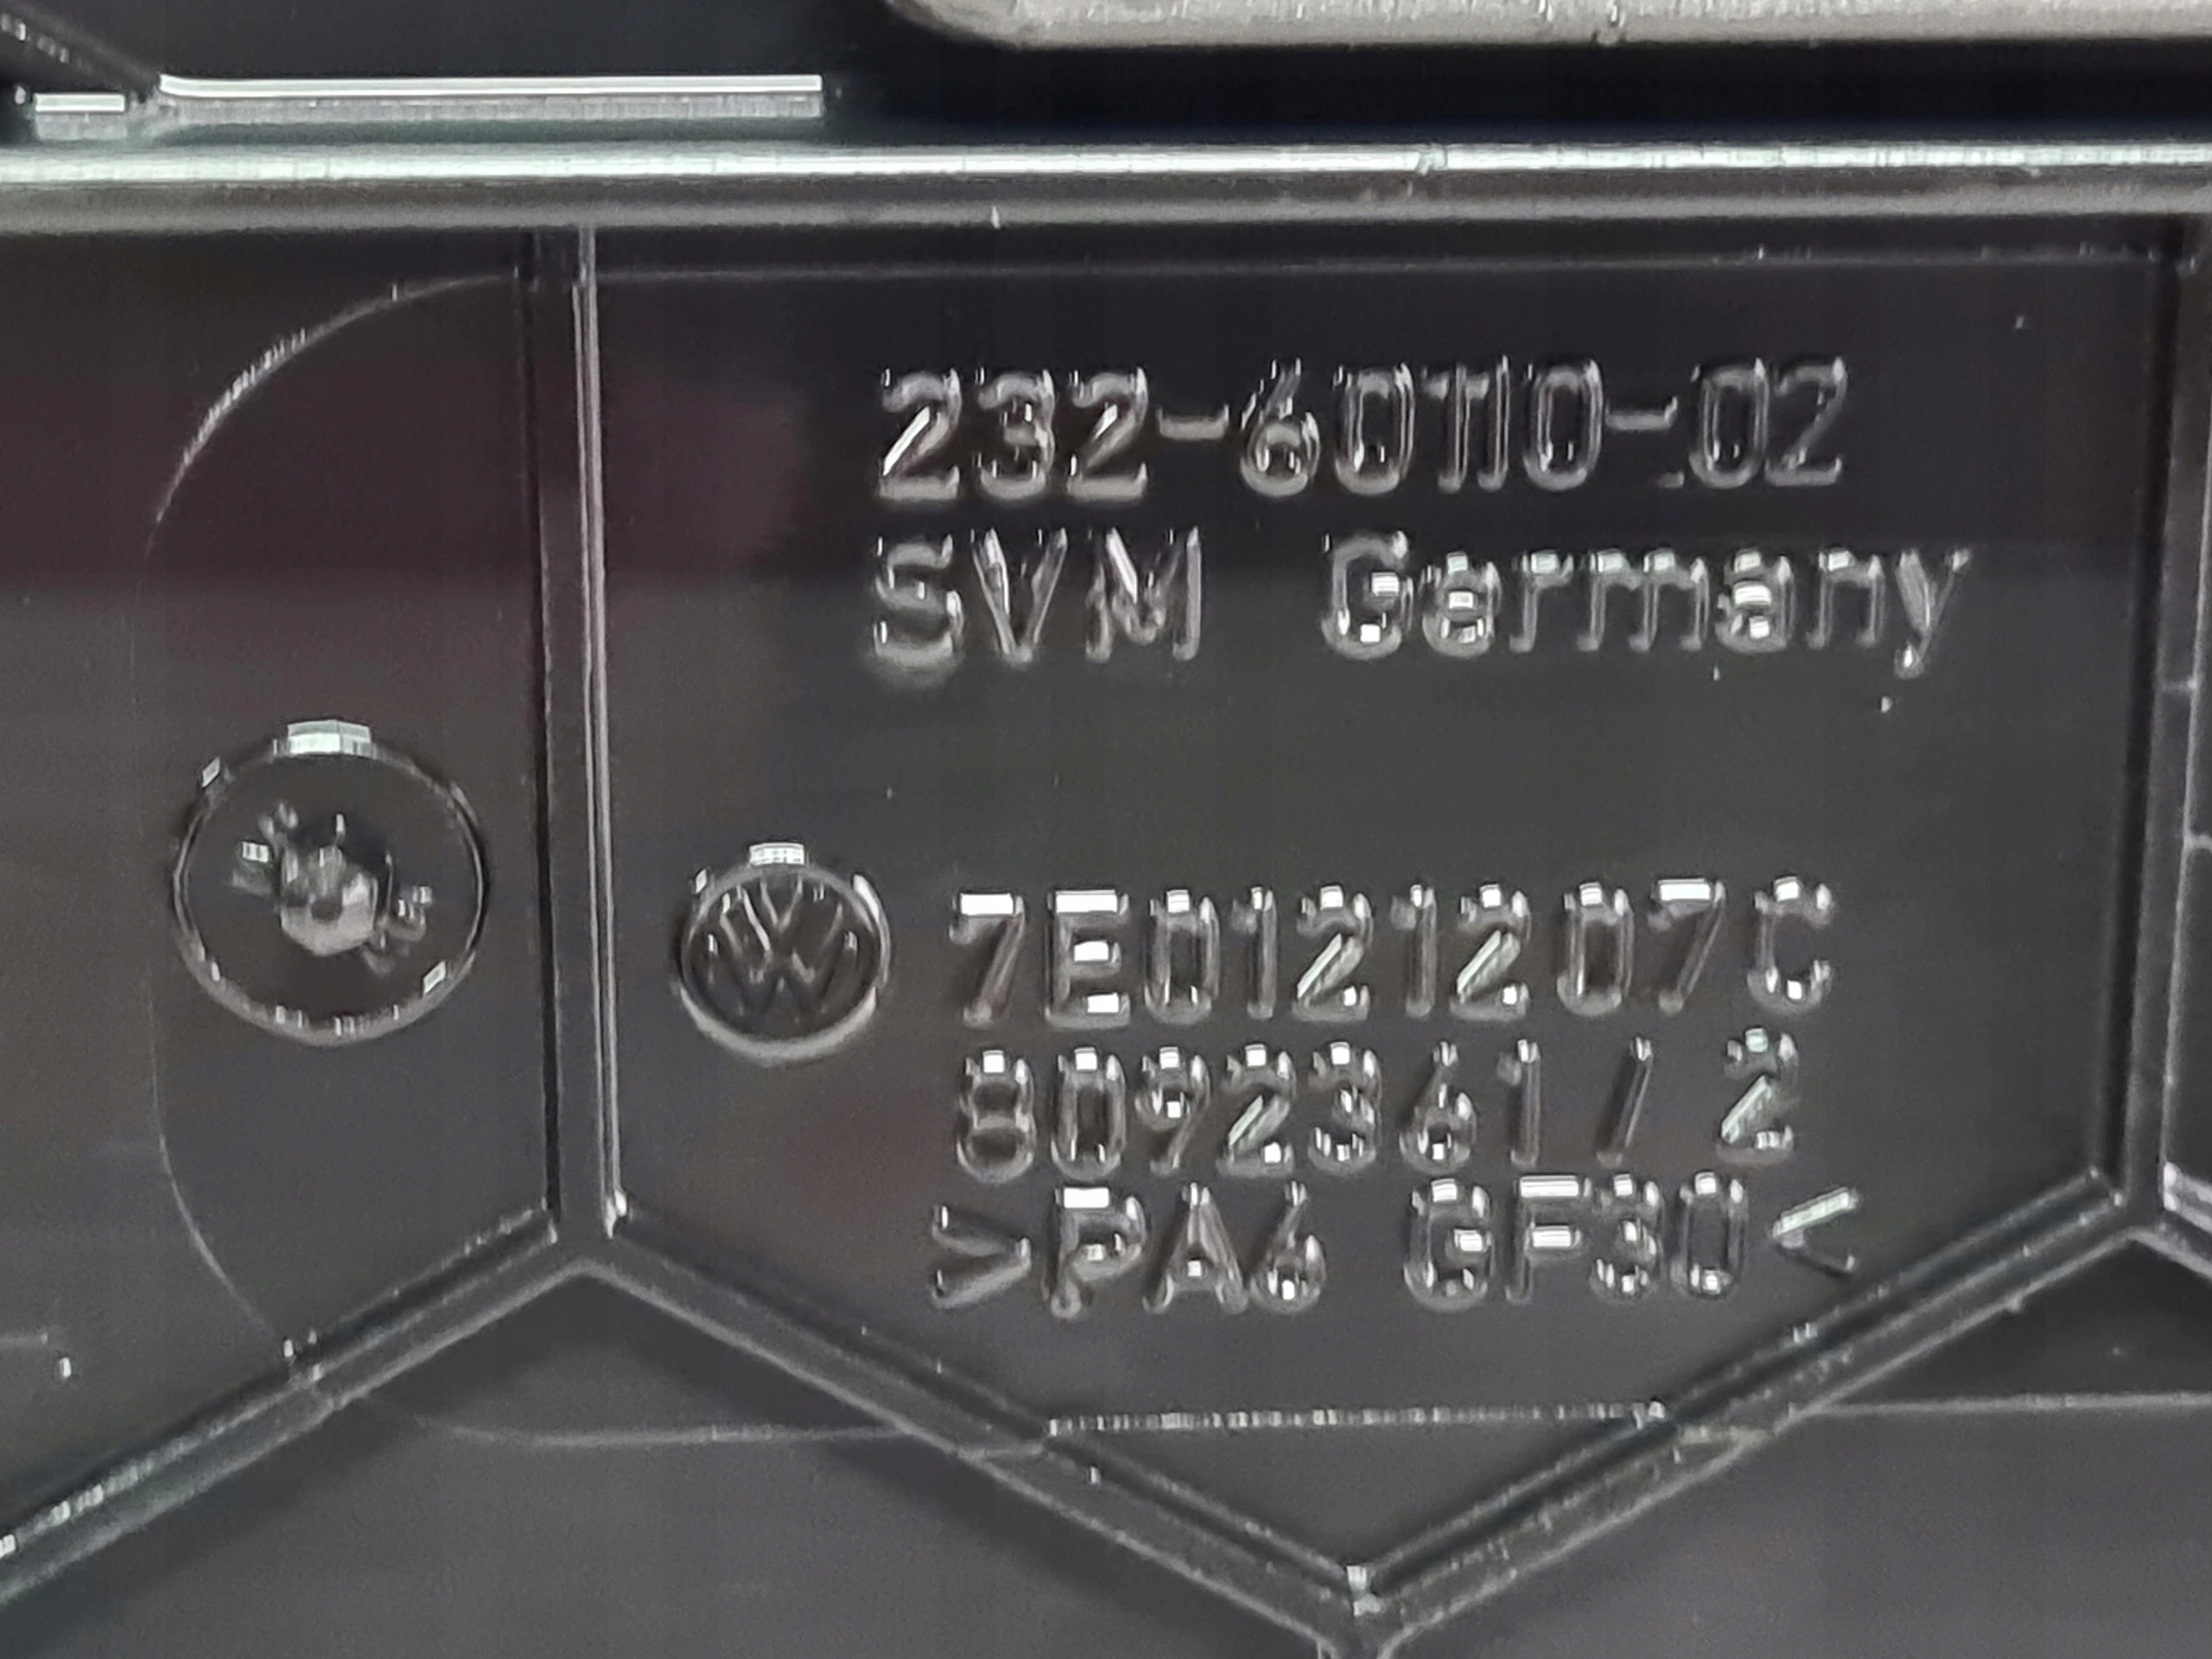 232-60110-02
SVM Germany
7E0121207C
8092361/2
>PA6 GF30<